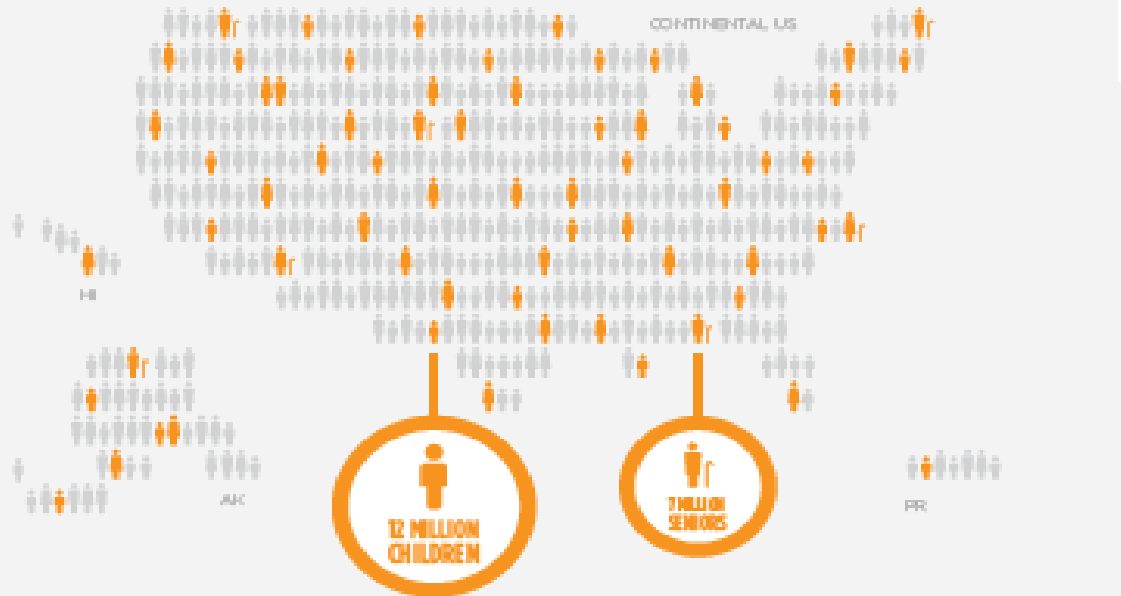 CONTINENTAL US
HI
AK
12 MILLION
CHILDREN
7 MILLION
SENIORS
PR